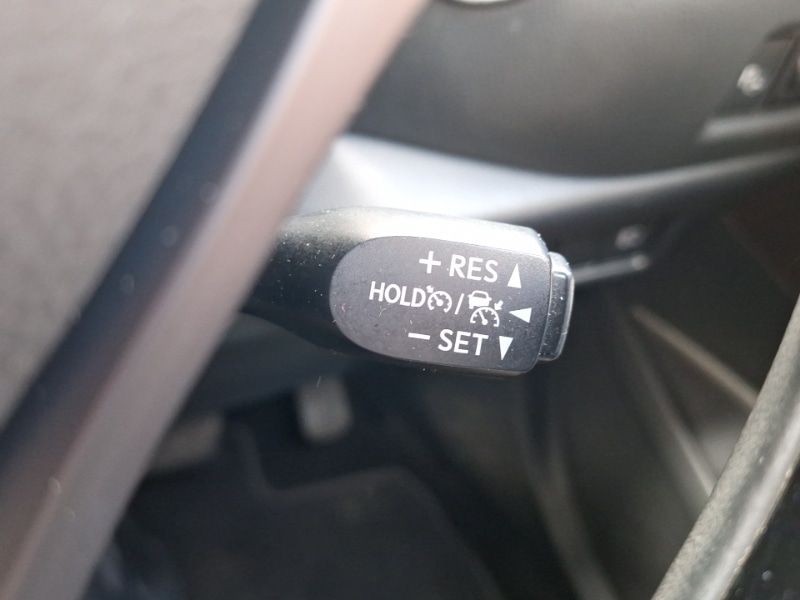 + RES ▲
HOLD / ◀
− SET ▼